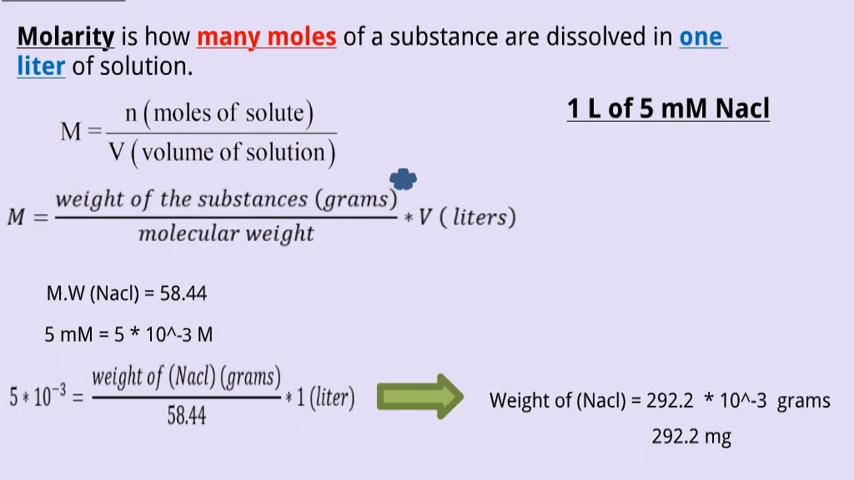 Molarity is how many moles of a substance are dissolved in one
liter of solution.
1 L of 5 mM Nacl
M = n (moles of solute) / V (volume of solution)
M = weight of the substances (grams) / molecular weight * V ( liters)
M.W (Nacl) = 58.44
5 mM = 5 * 10^-3 M
5 * 10⁻³ = weight of (Nacl) (grams) / 58.44 * 1 (liter)
Weight of (Nacl) = 292.2 * 10^-3 grams
292.2 mg